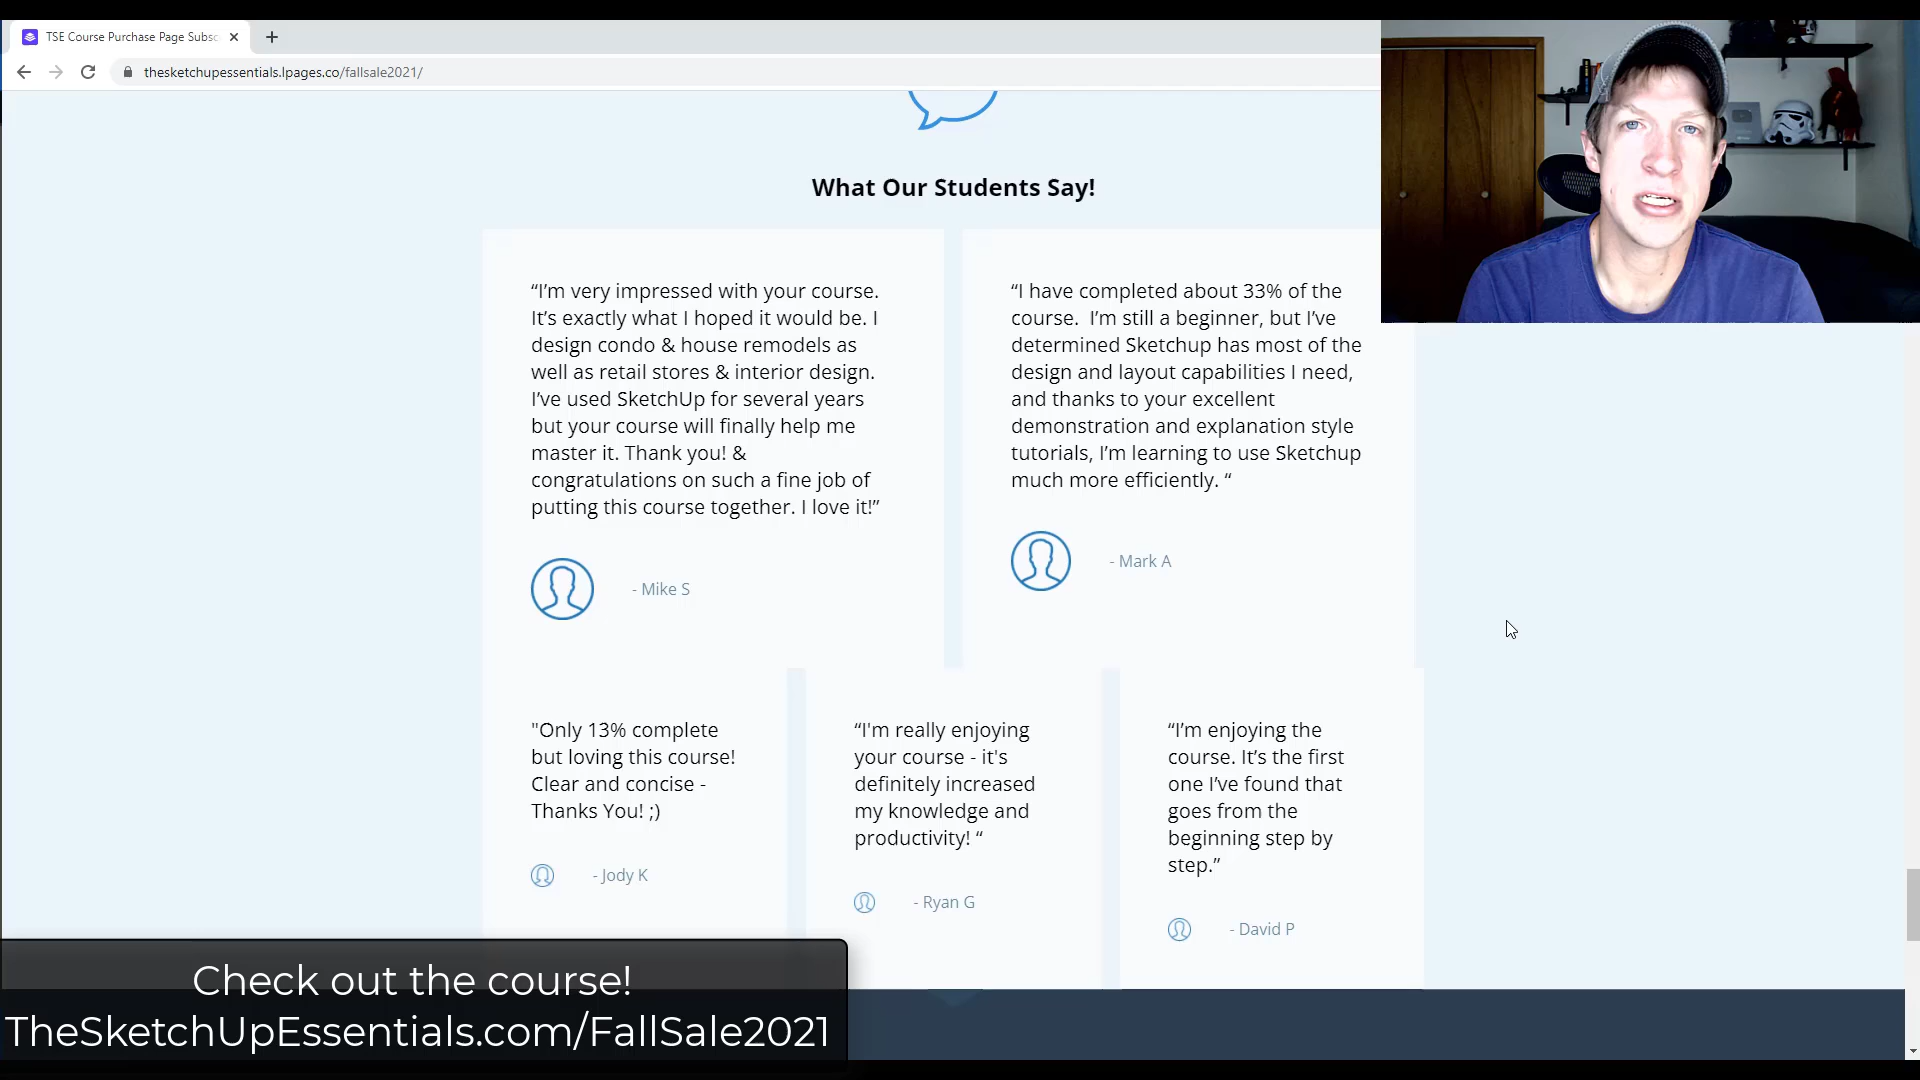 TSE Course Purchase Page Subsc
thesketchupessentials.lpages.co/fallsale2021/
What Our Students Say!
“I’m very impressed with your course.
It’s exactly what I hoped it would be. I
design condo & house remodels as
well as retail stores & interior design.
I’ve used SketchUp for several years
but your course will finally help me
master it. Thank you! &
congratulations on such a fine job of
putting this course together. I love it!”
- Mike S
“I have completed about 33% of the
course.  I’m still a beginner, but I’ve
determined Sketchup has most of the
design and layout capabilities I need,
and thanks to your excellent
demonstration and explanation style
tutorials, I’m learning to use Sketchup
much more efficiently. “
- Mark A
"Only 13% complete
but loving this course!
Clear and concise -
Thanks You! ;)
- Jody K
“I'm really enjoying
your course - it's
definitely increased
my knowledge and
productivity! “
- Ryan G
“I’m enjoying the
course. It’s the first
one I’ve found that
goes from the
beginning step by
step.”
- David P
Check out the course!
TheSketchUpEssentials.com/FallSale2021